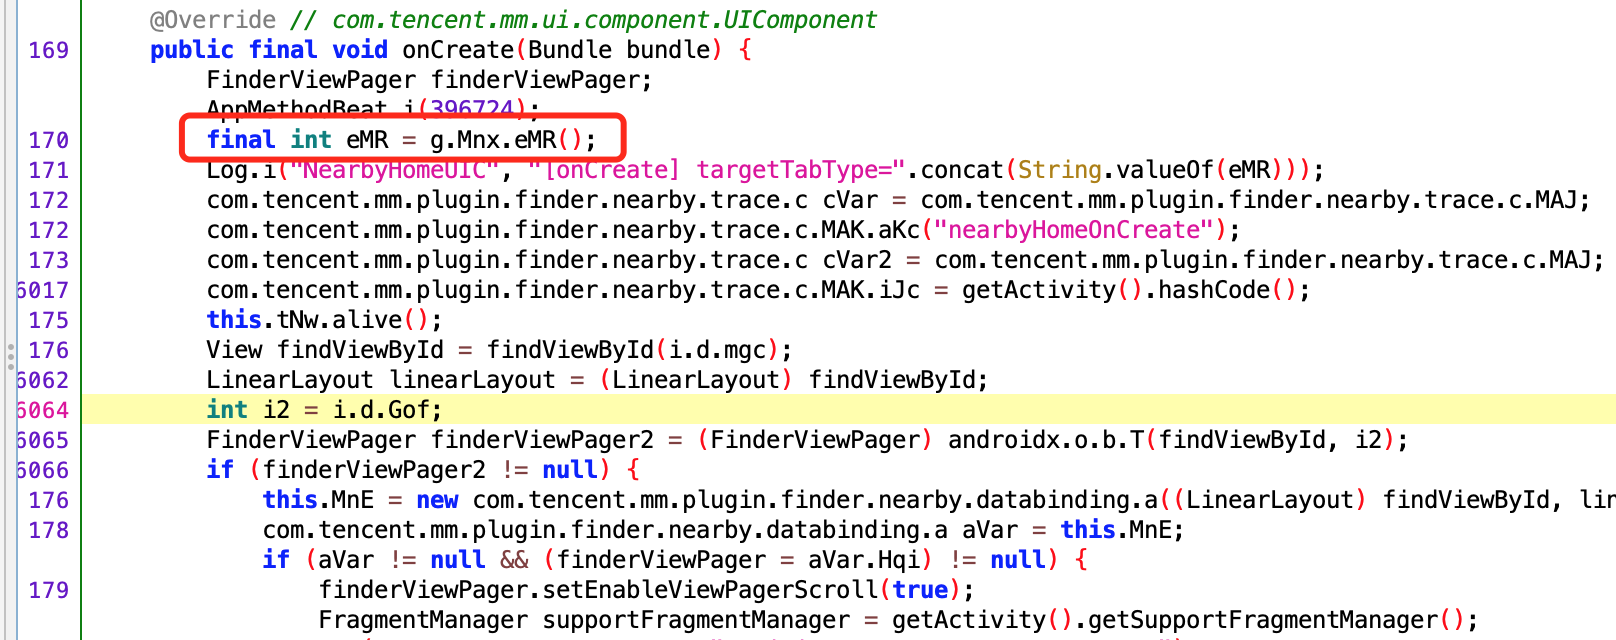 @Override // com.tencent.mm.ui.component.UIComponent
169 public final void onCreate(Bundle bundle) {
FinderViewPager finderViewPager;
AppMethodBeat.i(396724);
170 final int eMR = g.Mnx.eMR();
171 Log.i("NearbyHomeUIC", "[onCreate] targetTabType=".concat(String.valueOf(eMR)));
172 com.tencent.mm.plugin.finder.nearby.trace.c cVar = com.tencent.mm.plugin.finder.nearby.trace.c.MAJ;
172 com.tencent.mm.plugin.finder.nearby.trace.c.MAK.aKc("nearbyHomeOnCreate");
173 com.tencent.mm.plugin.finder.nearby.trace.c cVar2 = com.tencent.mm.plugin.finder.nearby.trace.c.MAJ;
6017 com.tencent.mm.plugin.finder.nearby.trace.c.MAK.iJc = getActivity().hashCode();
175 this.tNw.alive();
176 View findViewById = findViewById(i.d.mgc);
6062 LinearLayout linearLayout = (LinearLayout) findViewById;
6064 int i2 = i.d.Gof;
6065 FinderViewPager finderViewPager2 = (FinderViewPager) androidx.o.b.T(findViewById, i2);
6066 if (finderViewPager2 != null) {
176 this.MnE = new com.tencent.mm.plugin.finder.nearby.databinding.a((LinearLayout) findViewById, lin
178 com.tencent.mm.plugin.finder.nearby.databinding.a aVar = this.MnE;
if (aVar != null && (finderViewPager = aVar.Hqi) != null) {
179 finderViewPager.setEnableViewPagerScroll(true);
FragmentManager supportFragmentManager = getActivity().getSupportFragmentManager();